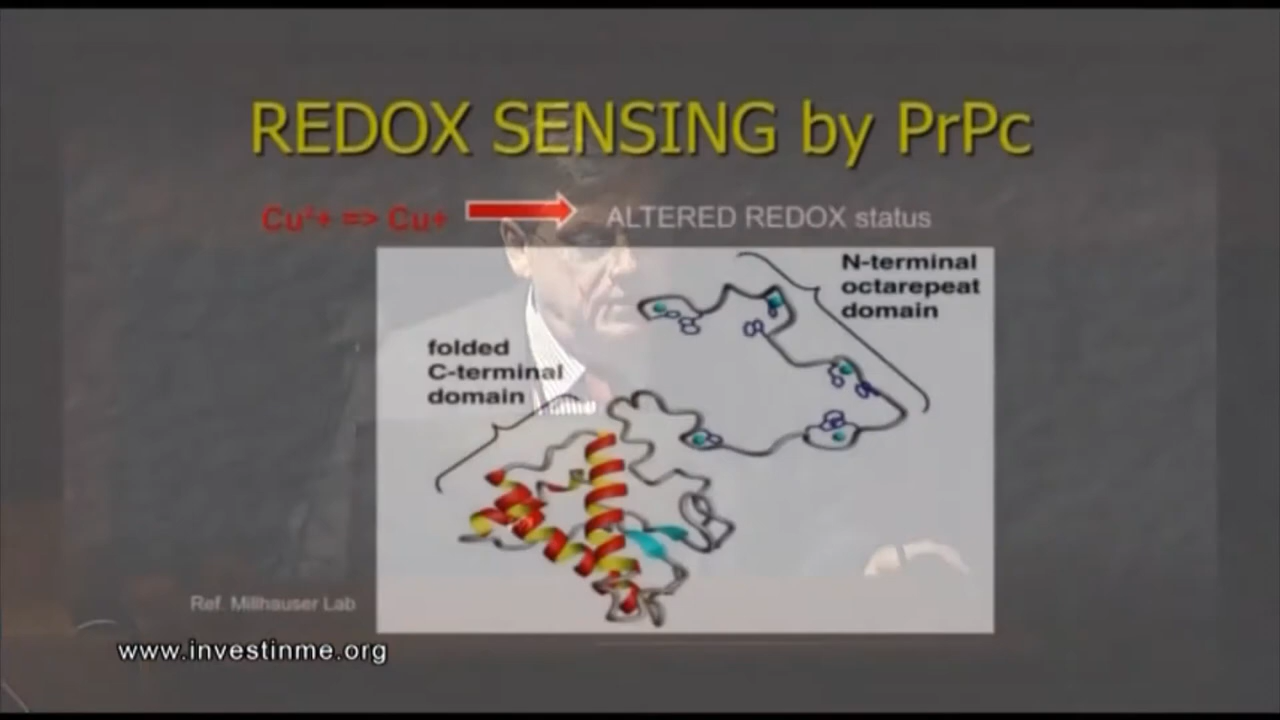 REDOX SENSING by PrPc
Cu²+ => Cu+
ALTERED REDOX status
N-terminal
octarepeat
domain
folded
C-terminal
domain
Ref. Millhauser Lab
www.investinme.org